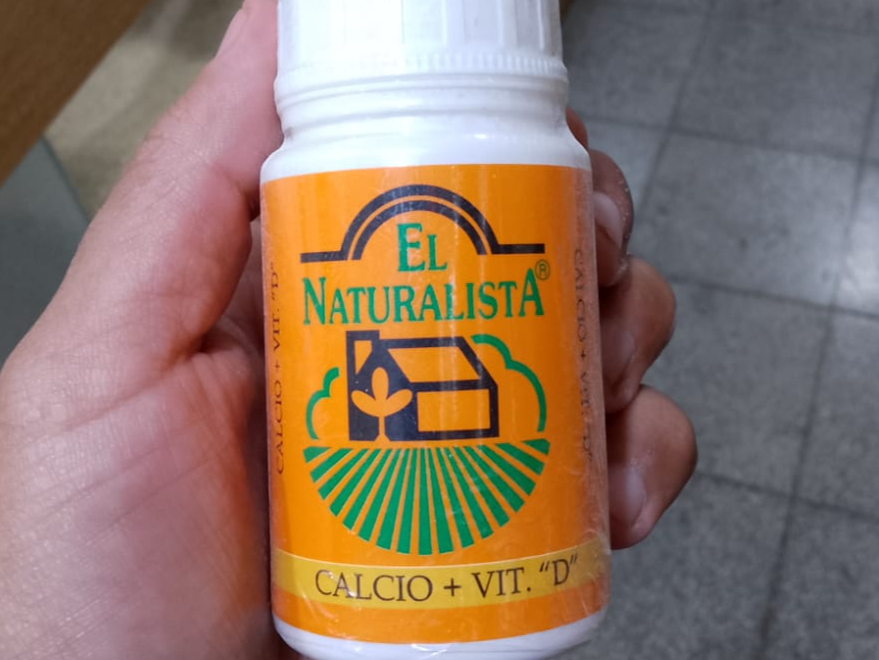 EL
NATURALISTA®
CALCIO + VIT. "D"
CALCIO + VIT. "D"
CALCIO + VIT. "D"